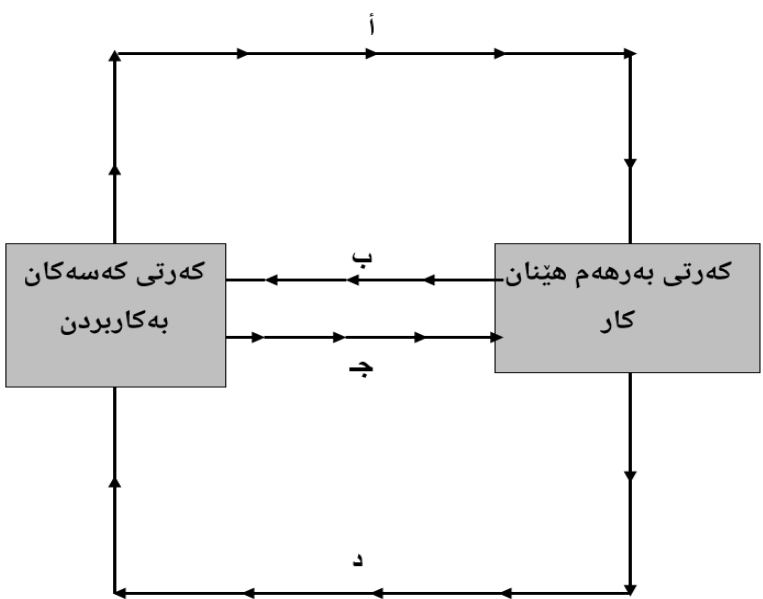 أ
کەرتی بەرهەم هێنان
کار
ب
کەرتی کەسەکان
بەکاربردن
جـ
د